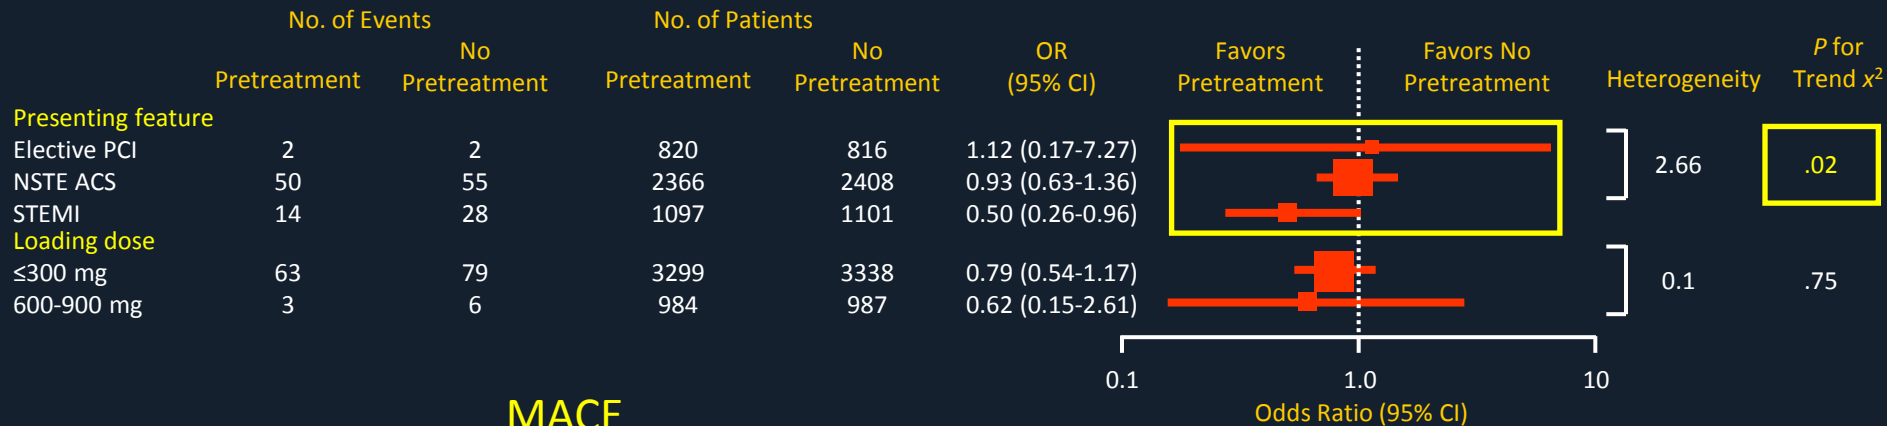 No. of Events No. of Patients
No No OR Favors Favors No P for
Pretreatment Pretreatment Pretreatment Pretreatment (95% CI) Pretreatment Pretreatment Heterogeneity Trend x²
Presenting feature
Elective PCI 2 2 820 816 1.12 (0.17-7.27)
NSTE ACS 50 55 2366 2408 0.93 (0.63-1.36) 2.66 .02
STEMI 14 28 1097 1101 0.50 (0.26-0.96)
Loading dose
≤300 mg 63 79 3299 3338 0.79 (0.54-1.17) 0.1 .75
600-900 mg 3 6 984 987 0.62 (0.15-2.61)
0.1 1.0 10
MACE Odds Ratio (95% CI)